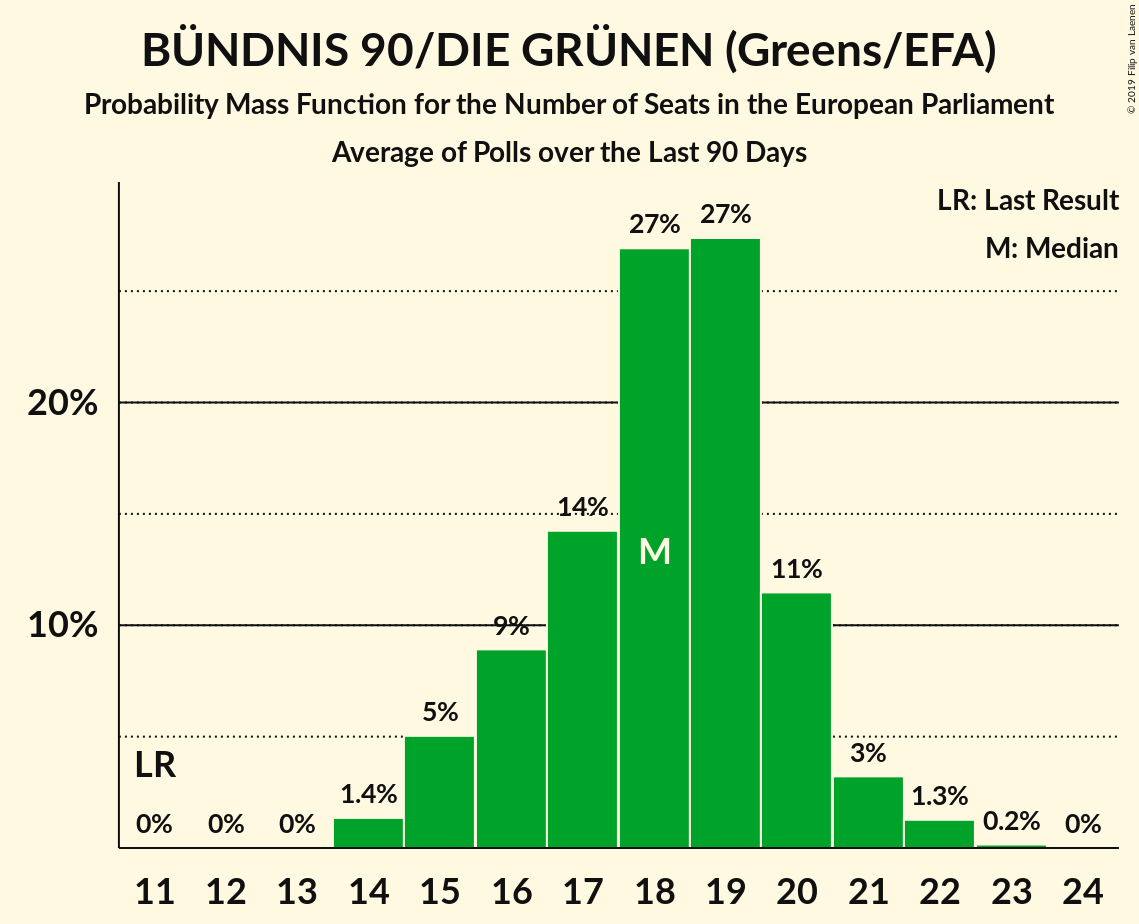 BÜNDNIS 90/DIE GRÜNEN (Greens/EFA)
Probability Mass Function for the Number of Seats in the European Parliament
Average of Polls over the Last 90 Days
© 2019 Filip van Laenen
LR: Last Result
M: Median
27% 27%
20%
14%
M
11%
10%
9%
5%
LR
3%
1.4% 1.3%
0% 0% 0% 0.2% 0%
11 12 13 14 15 16 17 18 19 20 21 22 23 24